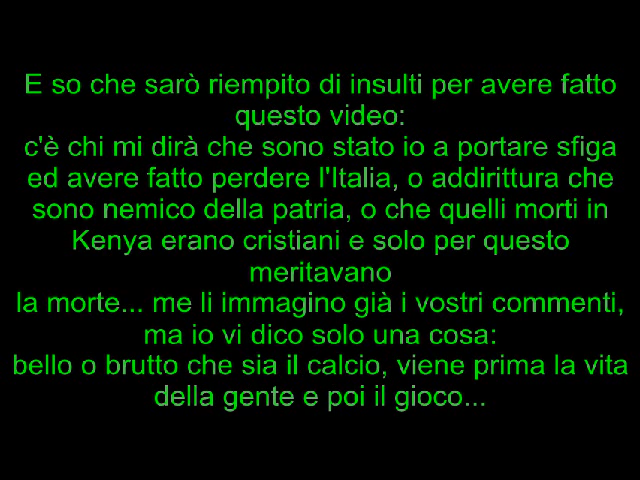 E so che sarò riempito di insulti per avere fatto
questo video:
c'è chi mi dirà che sono stato io a portare sfiga
ed avere fatto perdere l'Italia, o addirittura che
sono nemico della patria, o che quelli morti in
Kenya erano cristiani e solo per questo
meritavano
la morte... me li immagino già i vostri commenti,
ma io vi dico solo una cosa:
bello o brutto che sia il calcio, viene prima la vita
della gente e poi il gioco...